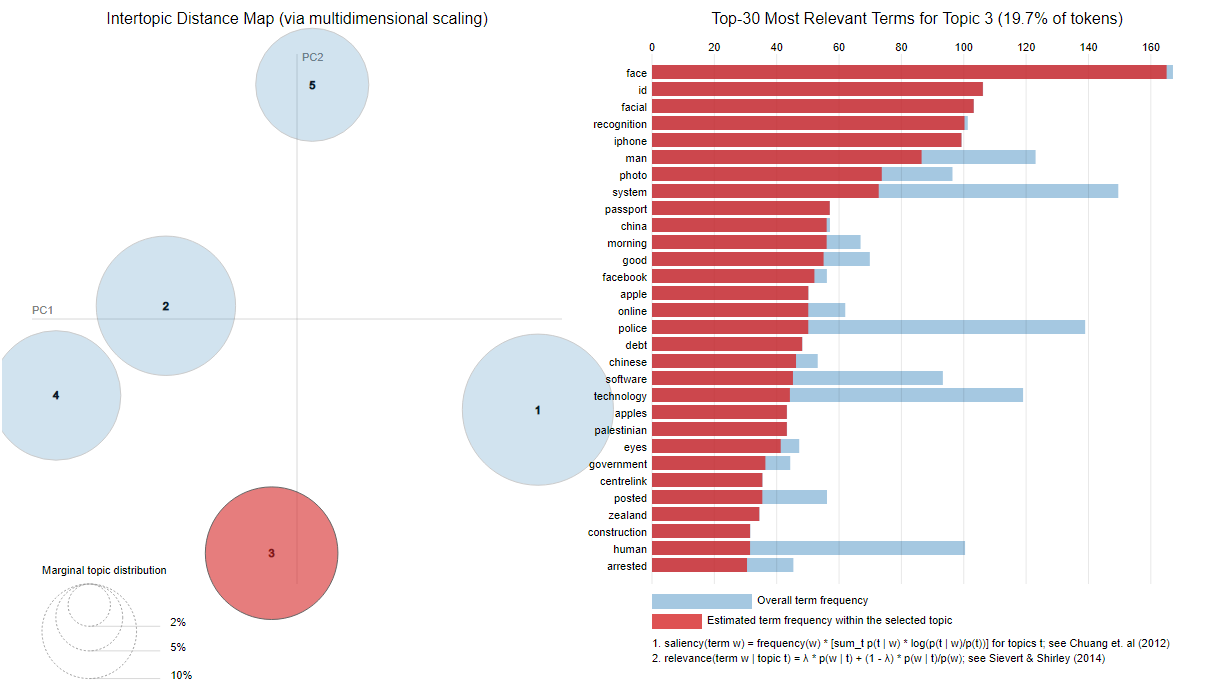 Intertopic Distance Map (via multidimensional scaling)
PC2
5
2
PC1
4
1
3
Marginal topic distribution
2%
5%
10%
Top-30 Most Relevant Terms for Topic 3 (19.7% of tokens)
0 20 40 60 80 100 120 140 160
face
id
facial
recognition
iphone
man
photo
system
passport
china
morning
good
facebook
apple
online
police
debt
chinese
software
technology
apples
palestinian
eyes
government
centrelink
posted
zealand
construction
human
arrested
Overall term frequency
Estimated term frequency within the selected topic
1. saliency(term w) = frequency(w) * [sum_t p(t | w) * log(p(t | w)/p(t))] for topics t; see Chuang et. al (2012)
2. relevance(term w | topic t) = λ * p(w | t) + (1 - λ) * p(w | t)/p(w); see Sievert & Shirley (2014)